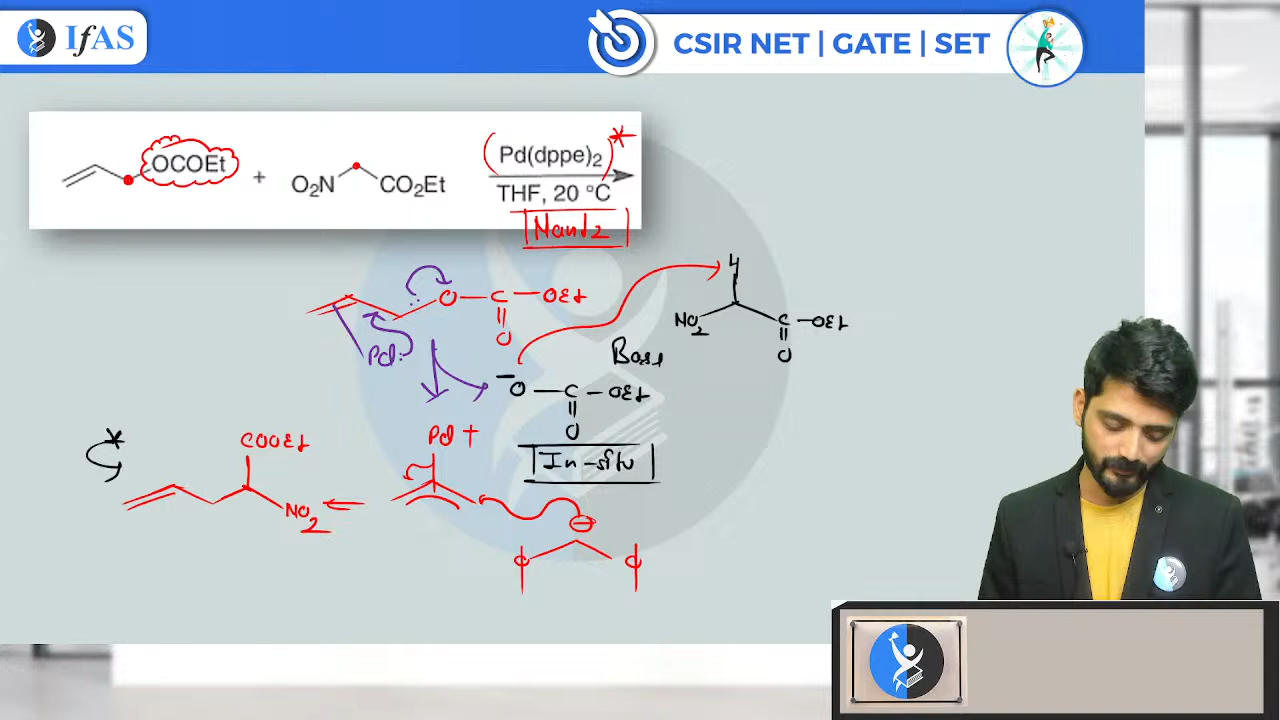 IfAS
CSIR NET | GATE | SET
OCOEt
+
O₂N
CO₂Et
(Pd(dppe)₂)*
THF, 20 °C
O—C—OEt
O
Pd:
H
NO₂
C—OEt
O
Base
⁻O—C—OEt
O
In-situ
Pd +
*
COOEt
NO₂
⊖